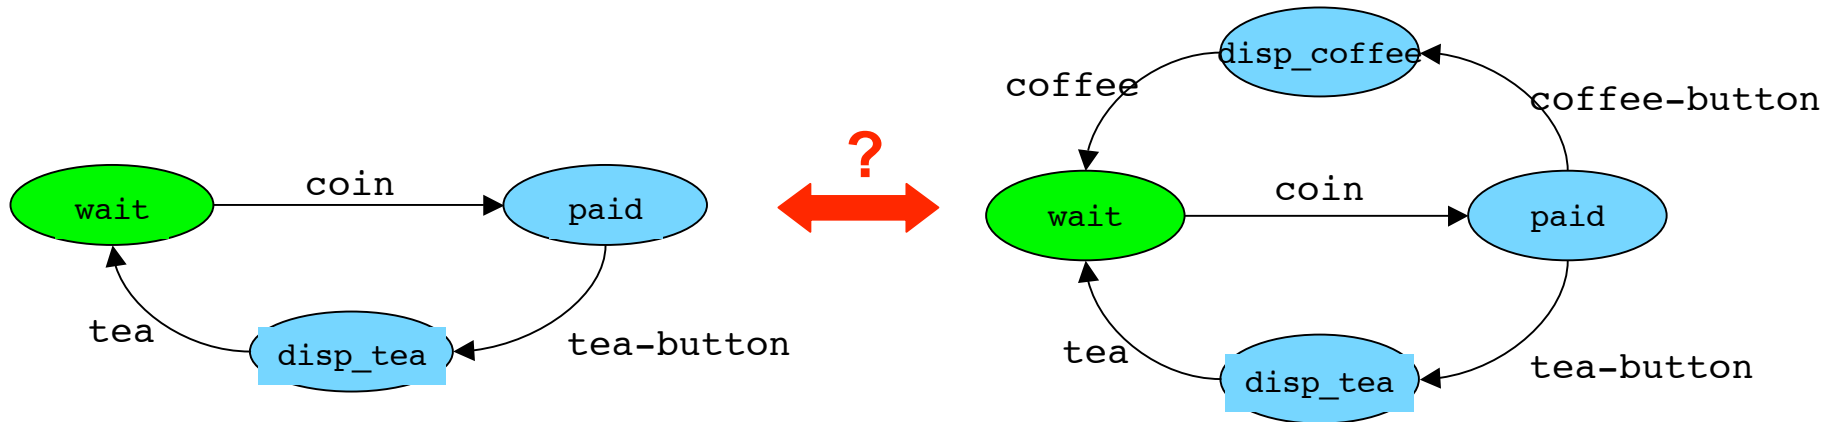 wait
coin
paid
tea
disp_tea
tea-button
?
disp_coffee
coffee
coffee-button
wait
coin
paid
tea
disp_tea
tea-button